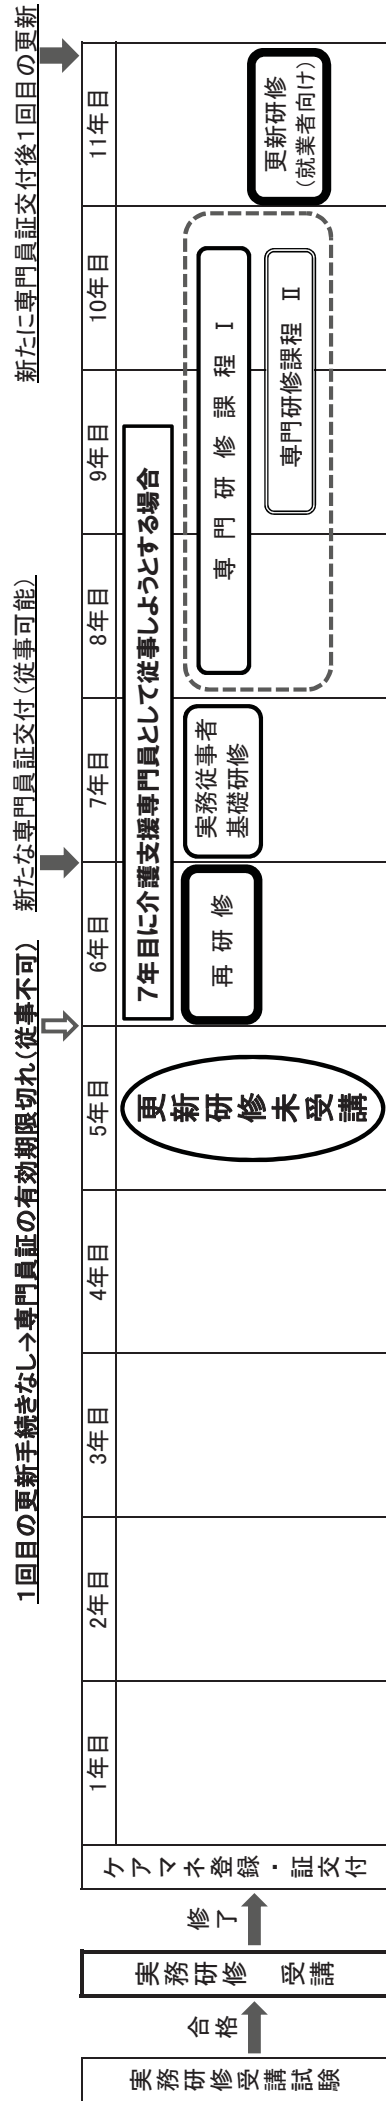 1回目の更新手続きなし→専門員証の有効期限切れ(従事不可)
新たな専門員証交付(従事可能)
新たに専門員証交付後1回目の更新
実務研修受講試験
合格
実務研修 受講
修了
ケアマネ登録・証交付
1年目
2年目
3年目
4年目
5年目
6年目
7年目
8年目
9年目
10年目
11年目
更新研修未受講
7年目に介護支援専門員として従事しようとする場合
再研修
実務従事者
基礎研修
専門研修課程 Ⅰ
専門研修課程 Ⅱ
更新研修
(就業者向け)